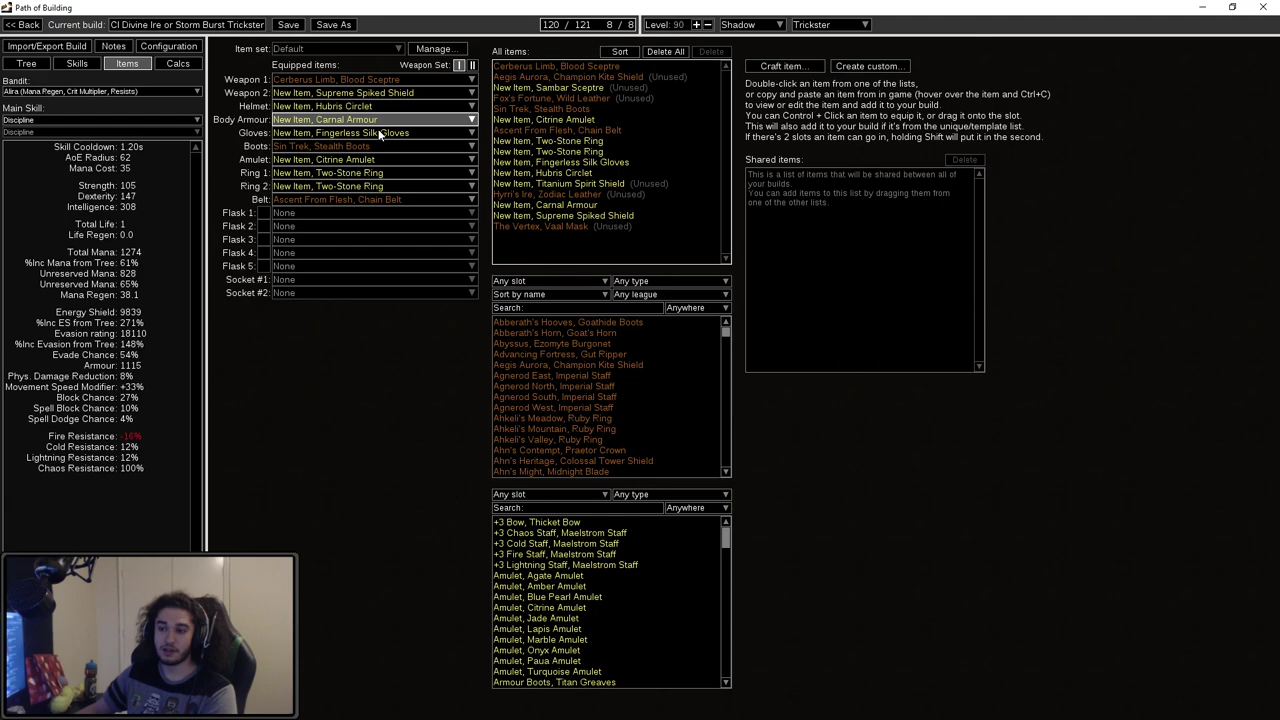 Path of Building
<< Back
Current build:
CI Divine Ire or Storm Burst Trickster
Save
Save As
120 / 121 8 / 8
Level: 90
+
-
Shadow
Trickster
Import/Export Build
Notes
Configuration
Tree
Skills
Items
Calcs
Bandit:
Alira (Mana Regen, Crit Multiplier, Resists)
Main Skill:
Discipline
Discipline
Skill Cooldown: 1.20s
AoE Radius: 62
Mana Cost: 35
Strength: 105
Dexterity: 147
Intelligence: 308
Total Life: 1
Life Regen: 0.0
Total Mana: 1274
%Inc Mana from Tree: 61%
Unreserved Mana: 828
Unreserved Mana: 65%
Mana Regen: 38.1
Energy Shield: 9839
%Inc ES from Tree: 271%
Evasion rating: 18110
%Inc Evasion from Tree: 148%
Evade Chance: 54%
Armour: 1115
Phys. Damage Reduction: 8%
Movement Speed Modifier: +33%
Block Chance: 27%
Spell Block Chance: 10%
Spell Dodge Chance: 4%
Fire Resistance: -16%
Cold Resistance: 12%
Lightning Resistance: 12%
Chaos Resistance: 100%
Item set: Default
Manage...
Equipped items:
Weapon Set: I II
Weapon 1: Cerberus Limb, Blood Sceptre
Weapon 2: New Item, Supreme Spiked Shield
Helmet: New Item, Hubris Circlet
Body Armour: New Item, Carnal Armour
Gloves: New Item, Fingerless Silk Gloves
Boots: Sin Trek, Stealth Boots
Amulet: New Item, Citrine Amulet
Ring 1: New Item, Two-Stone Ring
Ring 2: New Item, Two-Stone Ring
Belt: Ascent From Flesh, Chain Belt
Flask 1: None
Flask 2: None
Flask 3: None
Flask 4: None
Flask 5: None
Socket #1: None
Socket #2: None
All items:
Sort
Delete All
Delete
Cerberus Limb, Blood Sceptre
Aegis Aurora, Champion Kite Shield (Unused)
New Item, Sambar Sceptre (Unused)
Fox's Fortune, Wild Leather (Unused)
Sin Trek, Stealth Boots
New Item, Citrine Amulet
Ascent From Flesh, Chain Belt
New Item, Two-Stone Ring
New Item, Two-Stone Ring
New Item, Fingerless Silk Gloves
New Item, Hubris Circlet
New Item, Titanium Spirit Shield (Unused)
Hyrri's Ire, Zodiac Leather (Unused)
New Item, Carnal Armour
New Item, Supreme Spiked Shield
The Vertex, Vaal Mask (Unused)
Any slot
Any type
Sort by name
Any league
Search:
Anywhere
Abberath's Hooves, Goathide Boots
Abberath's Horn, Goat's Horn
Abyssus, Ezomyte Burgonet
Advancing Fortress, Gut Ripper
Aegis Aurora, Champion Kite Shield
Agnerod East, Imperial Staff
Agnerod North, Imperial Staff
Agnerod South, Imperial Staff
Agnerod West, Imperial Staff
Ahkeli's Meadow, Ruby Ring
Ahkeli's Mountain, Ruby Ring
Ahkeli's Valley, Ruby Ring
Ahn's Contempt, Praetor Crown
Ahn's Heritage, Colossal Tower Shield
Ahn's Might, Midnight Blade
Any slot
Any type
Search:
Anywhere
+3 Bow, Thicket Bow
+3 Chaos Staff, Maelstrom Staff
+3 Cold Staff, Maelstrom Staff
+3 Fire Staff, Maelstrom Staff
+3 Lightning Staff, Maelstrom Staff
Amulet, Agate Amulet
Amulet, Amber Amulet
Amulet, Blue Pearl Amulet
Amulet, Citrine Amulet
Amulet, Jade Amulet
Amulet, Lapis Amulet
Amulet, Marble Amulet
Amulet, Onyx Amulet
Amulet, Paua Amulet
Amulet, Turquoise Amulet
Armour Boots, Titan Greaves
Craft item...
Create custom...
Double-click an item from one of the lists,
or copy and paste an item from in game (hover over the item and Ctrl+C)
to view or edit the item and add it to your build.
You can Control + Click an item to equip it, or drag it onto the slot.
This will also add it to your build if it's from the unique/template list.
If there's 2 slots an item can go in, holding Shift will put it in the second.
Shared items:
Delete
This is a list of items that will be shared between all of
your builds.
You can add items to this list by dragging them from
one of the other lists.